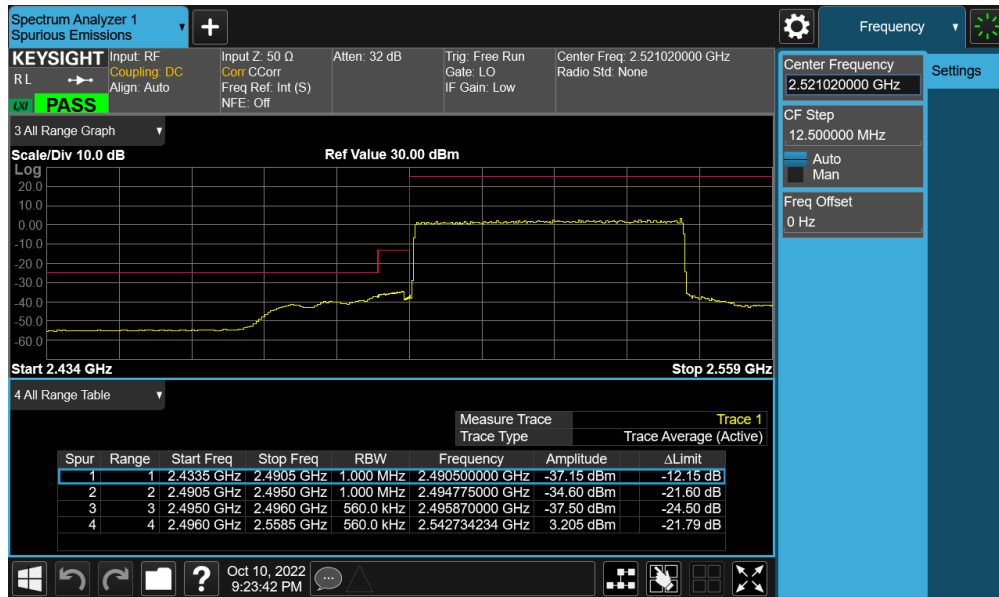 Spectrum Analyzer 1
Spurious Emissions
+
Frequency
KEYSIGHT
R L
LXI
PASS
Input: RF
Coupling: DC
Align: Auto
Input Z: 50 Ω
Corr CCorr
Freq Ref: Int (S)
NFE: Off
Atten: 32 dB
Trig: Free Run
Gate: LO
IF Gain: Low
Center Freq: 2.521020000 GHz
Radio Std: None
Center Frequency
2.521020000 GHz
Settings
CF Step
12.500000 MHz
Auto
Man
Freq Offset
0 Hz
3 All Range Graph
Scale/Div 10.0 dB
Ref Value 30.00 dBm
Log
20.0
10.0
0.00
-10.0
-20.0
-30.0
-40.0
-50.0
-60.0
Start 2.434 GHz
Stop 2.559 GHz
4 All Range Table
Measure Trace Trace 1
Trace Type Trace Average (Active)
Spur Range Start Freq Stop Freq RBW Frequency Amplitude ΔLimit
1 1 2.4335 GHz 2.4905 GHz 1.000 MHz 2.490500000 GHz -37.15 dBm -12.15 dB
2 2 2.4905 GHz 2.4950 GHz 1.000 MHz 2.494775000 GHz -34.60 dBm -21.60 dB
3 3 2.4950 GHz 2.4960 GHz 560.0 kHz 2.495870000 GHz -37.50 dBm -24.50 dB
4 4 2.4960 GHz 2.5585 GHz 560.0 kHz 2.542734234 GHz 3.205 dBm -21.79 dB
?
Oct 10, 2022
9:23:42 PM